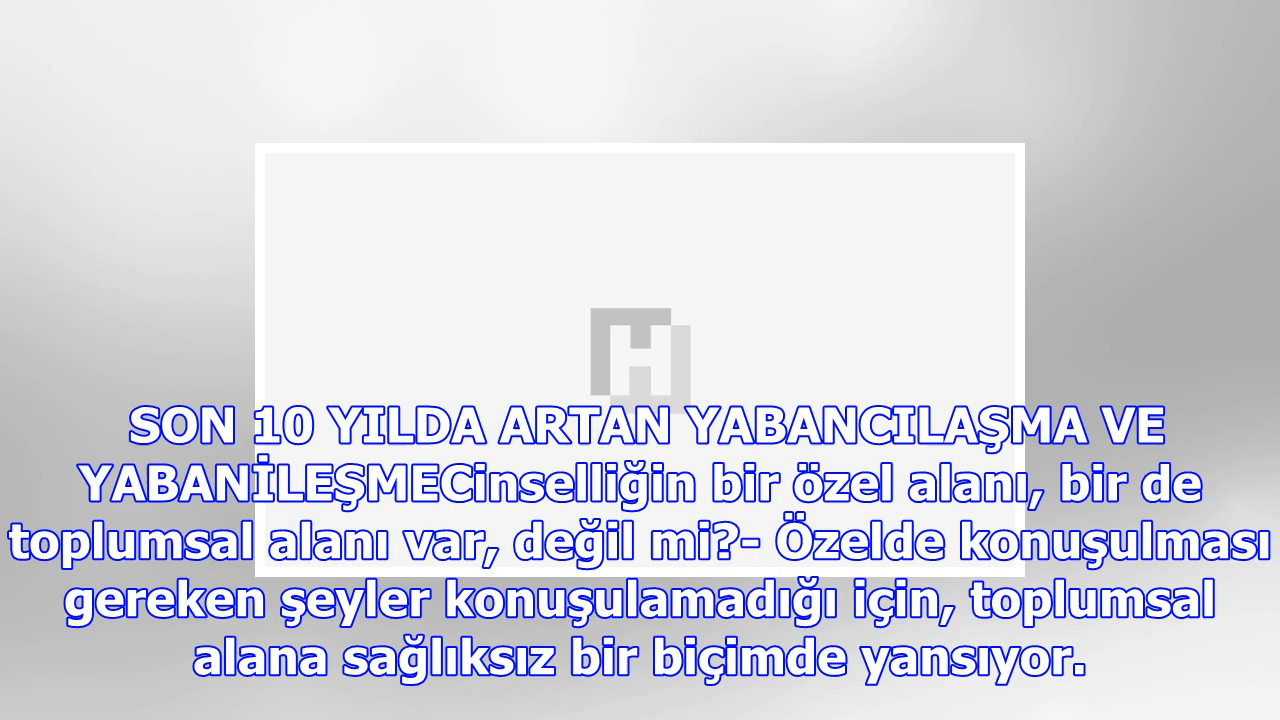 SON 10 YILDA ARTAN YABANCILAŞMA VE
YABANİLEŞMECinselliğin bir özel alanı, bir de
toplumsal alanı var, değil mi?- Özelde konuşulması
gereken şeyler konuşulamadığı için, toplumsal
alana sağlıksız bir biçimde yansıyor.